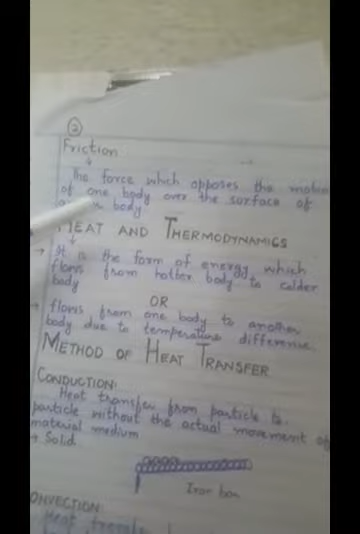 2
Friction
The force which opposes the motion
of one body over the surface of
body
HEAT AND THERMODYNAMICS
→ It is the form of energy which
flows from hotter body to colder
body
OR
→ flows from one body to another
body due to temperature difference.
METHOD OF HEAT TRANSFER
CONDUCTION:
Heat transfer from particle to
particle without the actual movement of
material medium
→ Solid
Iron bar
CONVECTION:
Heat